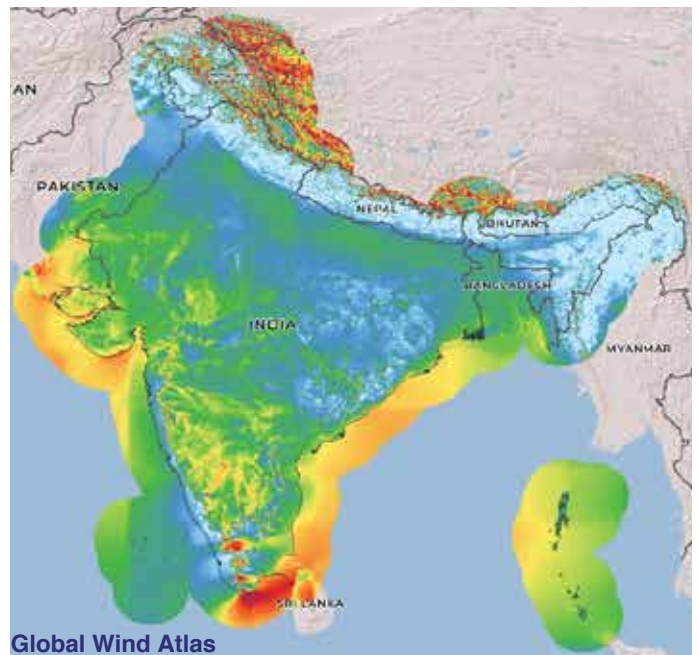 AN
PAKISTAN
NEPAL
BHUTAN
BANGLADESH
INDIA
MYANMAR
SRI LANKA
Global Wind Atlas